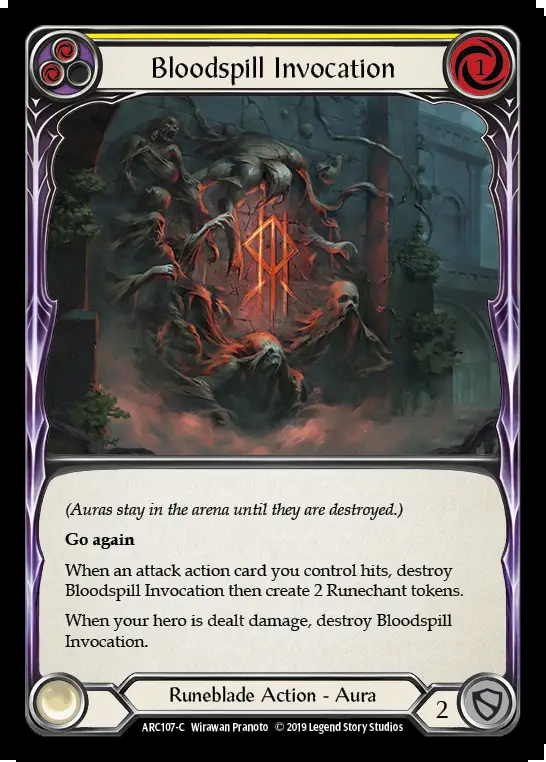 Bloodspill Invocation
1
(Auras stay in the arena until they are destroyed.)
Go again
When an attack action card you control hits, destroy
Bloodspill Invocation then create 2 Runechant tokens.
When your hero is dealt damage, destroy Bloodspill
Invocation.
Runeblade Action - Aura
2
ARC107-C Wirawan Pranoto © 2019 Legend Story Studios